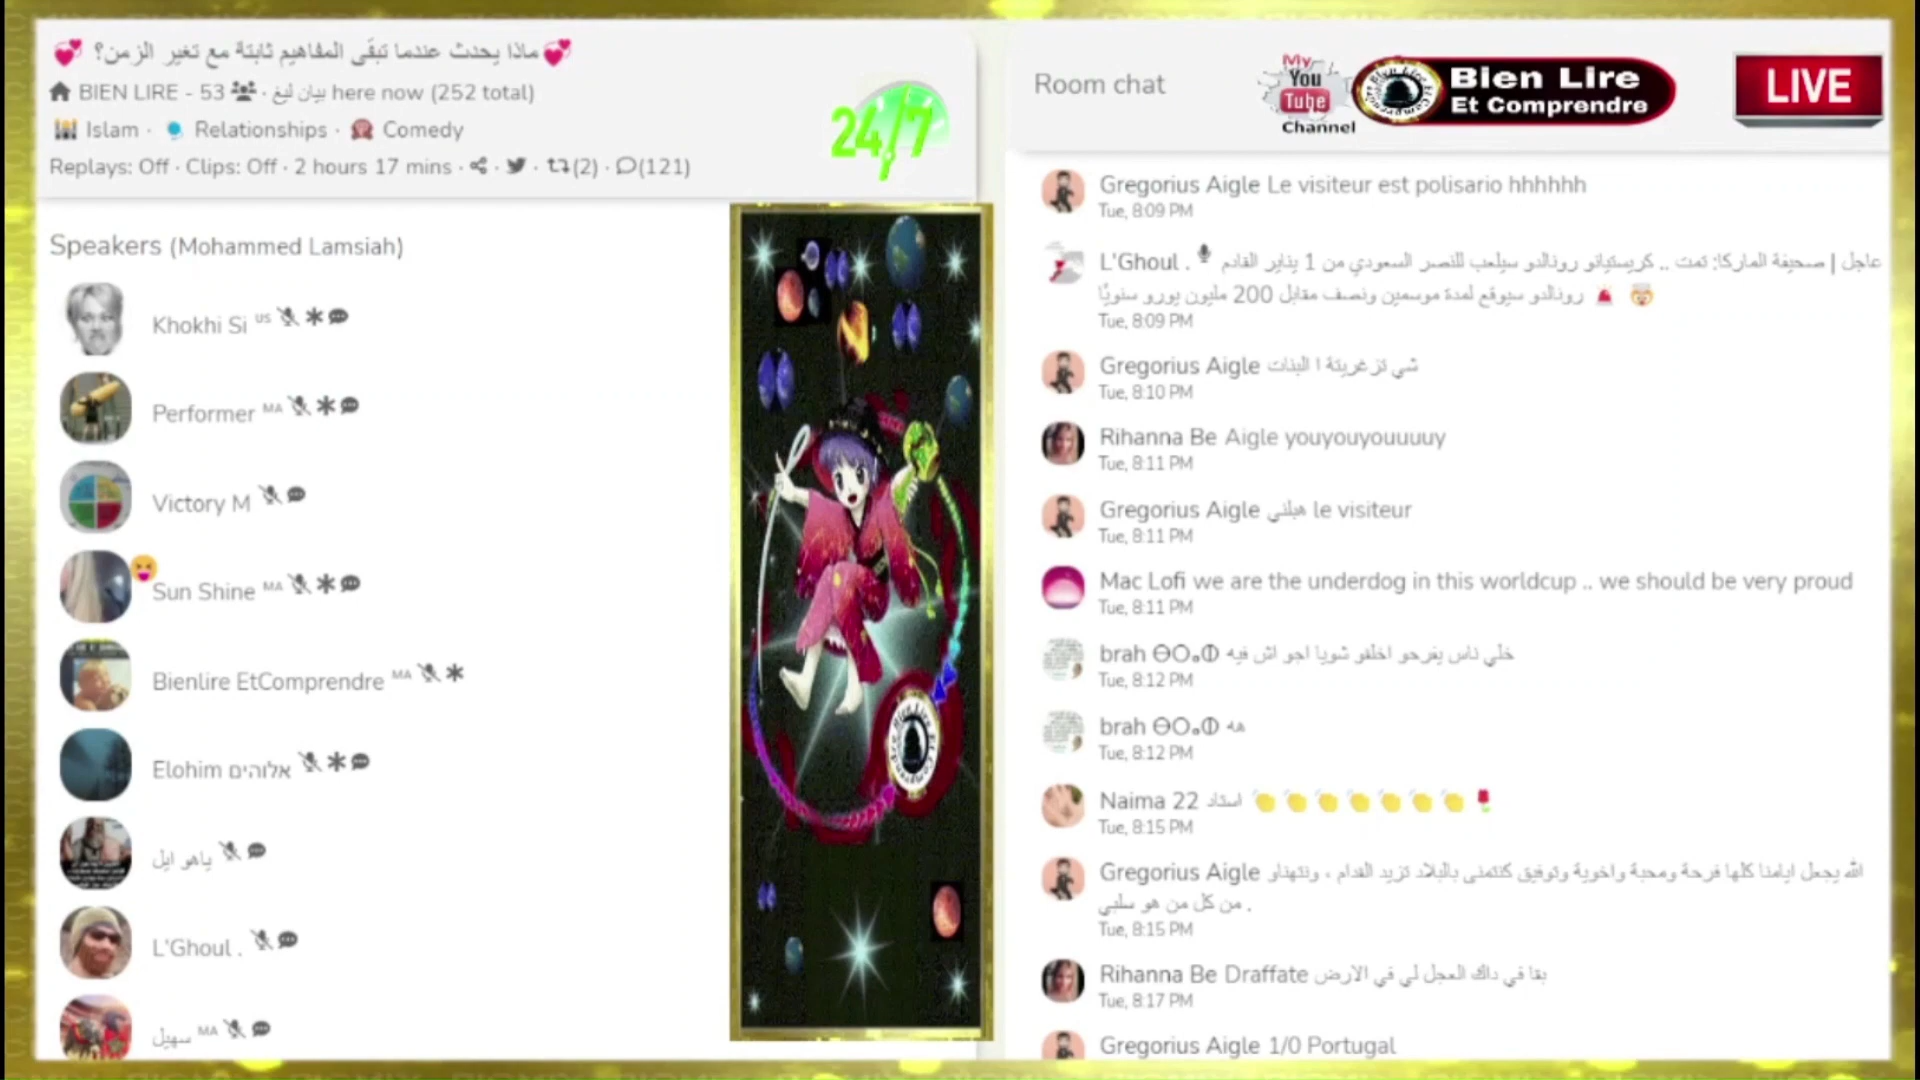 💞 ماذا يحدث عندما تبقى المفاهيم ثابتة مع تغير الزمن؟ 💞
BIEN LIRE - 53 · بيان ليغ here now (252 total)
Islam · Relationships · Comedy
Replays: Off · Clips: Off · 2 hours 17 mins · (2) · (121)
24/7
Speakers (Mohammed Lamsiah)
Khokhi Si US
Performer MA
Victory M
Sun Shine MA
Bienlire EtComprendre MA
Elohim אלוהים
ياهو ايل
L'Ghoul .
سهيل MA
Bien Lire Et Comprendre
Room chat
My
You
Tube
Channel
Bien Lire
Et Comprendre
LIVE
Gregorius Aigle Le visiteur est polisario hhhhhh
Tue, 8:09 PM
L'Ghoul . عاجل | صحيفة الماركا: تمت .. كريستيانو رونالدو سيلعب للنصر السعودي من 1 يناير القادم
رونالدو سيوقع لمدة موسمين ونصف مقابل 200 مليون يورو سنويًا 🚨 🤯
Tue, 8:09 PM
Gregorius Aigle شي تزغريتة ا البنات
Tue, 8:10 PM
Rihanna Be Aigle youyouyouuuuy
Tue, 8:11 PM
Gregorius Aigle هبلني le visiteur
Tue, 8:11 PM
Mac Lofi we are the underdog in this worldcup .. we should be very proud
Tue, 8:11 PM
brah ⴱⵔⴰⵀ خلي ناس يفرحو اخلفو شويا اجو اش فيه
Tue, 8:12 PM
brah ⴱⵔⴰⵀ هه
Tue, 8:12 PM
Naima 22 استاد 👏👏👏👏👏👏👏🌹
Tue, 8:15 PM
Gregorius Aigle الله يجعل ايامنا كلها فرحة ومحبة واخوية وتوفيق كنتمنى بالبلاد تزيد القدام ، ونتهناو
من كل من هو سلبي .
Tue, 8:15 PM
Rihanna Be Draffate بقا في داك العجل لي في الارض
Tue, 8:17 PM
Gregorius Aigle 1/0 Portugal